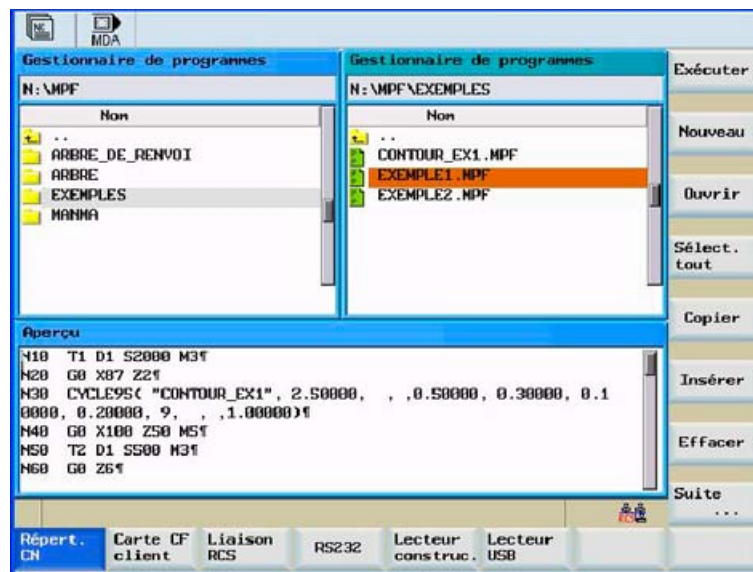 NC
MDA
Gestionnaire de programmes
N:\MPF
Nom
..
ARBRE_DE_RENVOI
ARBRE
EXEMPLES
MANMA
Gestionnaire de programmes
N:\MPF\EXEMPLES
Nom
..
CONTOUR_EX1.MPF
EXEMPLE1.MPF
EXEMPLE2.MPF
Aperçu
N10 T1 D1 S2000 M3¶
N20 G0 X87 Z2¶
N30 CYCLE95( "CONTOUR_EX1", 2.50000, , ,0.50000, 0.30000, 0.1
0000, 0.20000, 9, , ,1.00000)¶
N40 G0 X100 Z50 M5¶
N50 T2 D1 S500 M3¶
N60 G0 Z6¶
Exécuter
Nouveau
Ouvrir
Sélect.
tout
Copier
Insérer
Effacer
Suite
...
RCS
Répert.
CN
Carte CF
client
Liaison
RCS
RS232
Lecteur
construc.
Lecteur
USB